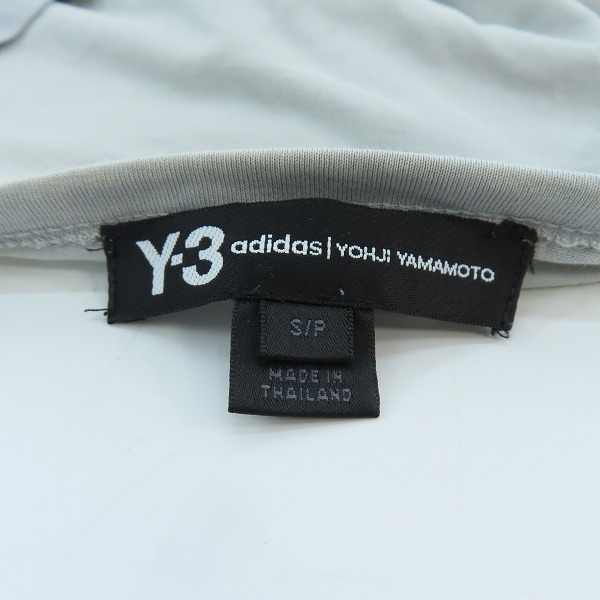 Y-3 adidas | YOHJI YAMAMOTO
S/P
MADE IN
THAILAND